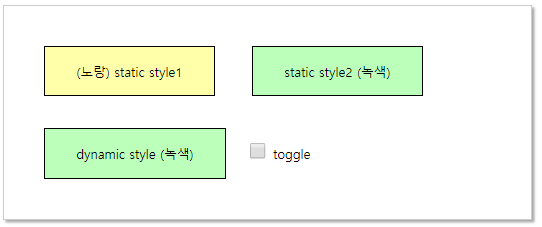 (노랑) static style1
static style2 (녹색)
dynamic style (녹색)
toggle